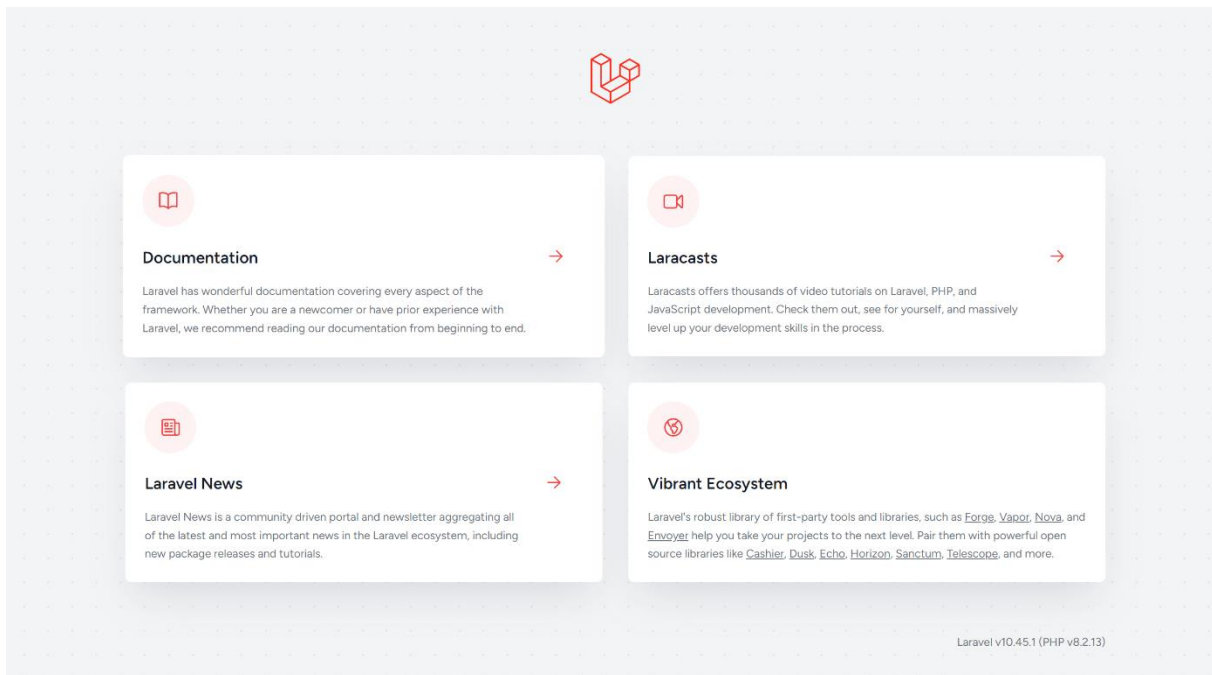 Documentation
Laravel has wonderful documentation covering every aspect of the
framework. Whether you are a newcomer or have prior experience with
Laravel, we recommend reading our documentation from beginning to end.
Laracasts
Laracasts offers thousands of video tutorials on Laravel, PHP, and
JavaScript development. Check them out, see for yourself, and massively
level up your development skills in the process.
Laravel News
Laravel News is a community driven portal and newsletter aggregating all
of the latest and most important news in the Laravel ecosystem, including
new package releases and tutorials.
Vibrant Ecosystem
Laravel's robust library of first-party tools and libraries, such as Forge, Vapor, Nova, and
Envoyer help you take your projects to the next level. Pair them with powerful open
source libraries like Cashier, Dusk, Echo, Horizon, Sanctum, Telescope, and more.
Laravel v10.45.1 (PHP v8.2.13)